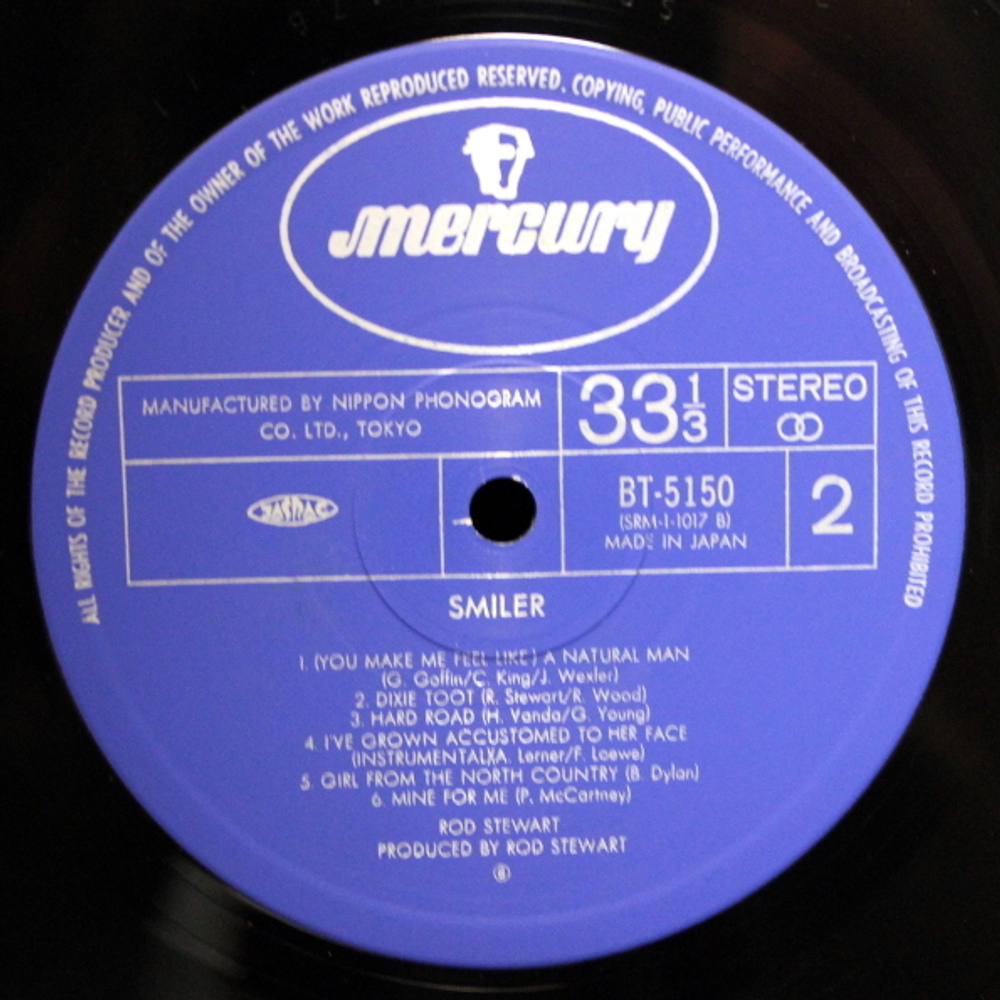 ALL RIGHTS OF THE RECORD PRODUCER AND OF THE OWNER OF THE WORK REPRODUCED RESERVED. COPYING, PUBLIC PERFORMANCE AND BROADCASTING OF THIS RECORD PROHIBITED
mercury
MANUFACTURED BY NIPPON PHONOGRAM
CO. LTD., TOKYO
33 1/3
STEREO
JASRAC
BT-5150
(SRM-1-1017 B)
MADE IN JAPAN
2
SMILER
1. (YOU MAKE ME FEEL LIKE) A NATURAL MAN
(G. Goffin/C. King/J. Wexler)
2. DIXIE TOOT (R. Stewart/R. Wood)
3. HARD ROAD (H. Vanda/G. Young)
4. I'VE GROWN ACCUSTOMED TO HER FACE
(INSTRUMENTAL)(A. Lerner/F. Loewe)
5. GIRL FROM THE NORTH COUNTRY (B. Dylan)
6. MINE FOR ME (P. McCartney)
ROD STEWART
PRODUCED BY ROD STEWART